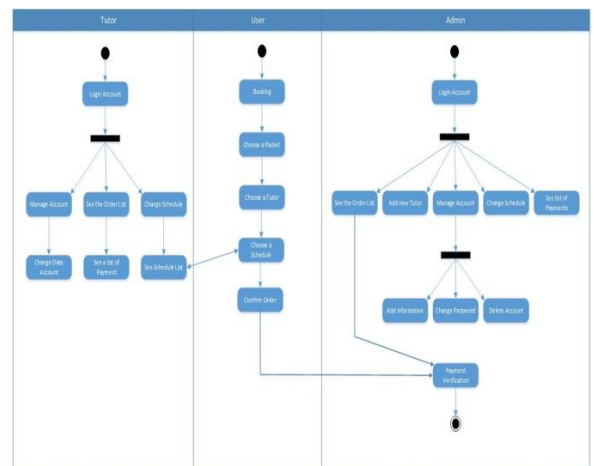 Tutor
User
Admin
Login Account
Booking
Login Account
Choose a Packet
Manage Account
See the Order List
Change Schedule
Choose a Tutor
See the Order List
Add new Tutor
Manage Account
Change Schedule
See list of
Payments
Change Data
Account
See a list of
Payment
See Schedule List
Choose a
Schedule
Confirm Order
Add Information
Change Password
Delete Account
Payment
Verification